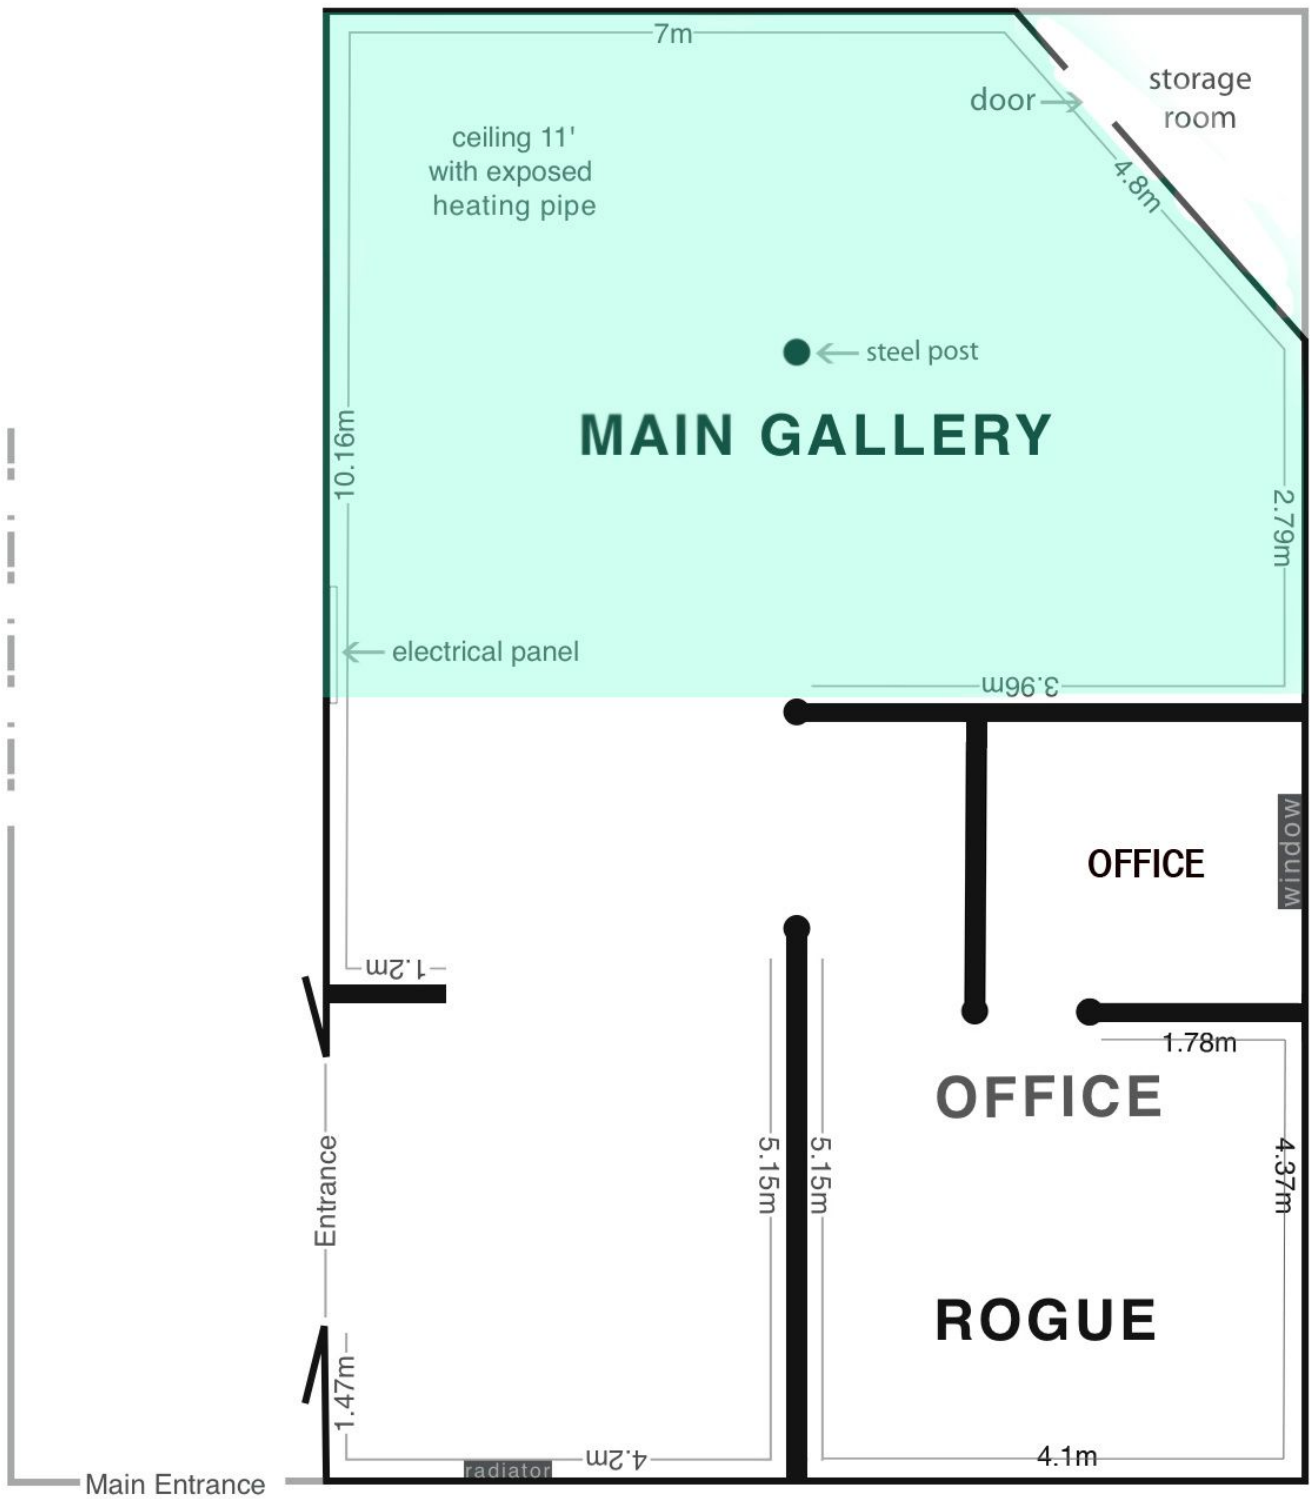 7m
storage
room
door
ceiling 11'
with exposed
heating pipe
4.8m
steel post
MAIN GALLERY
10.16m
2.79m
electrical panel
3.96m
window
OFFICE
1.2m
1.78m
OFFICE
Entrance
5.15m
5.15m
4.37m
ROGUE
1.47m
4.2m
4.1m
radiator
Main Entrance